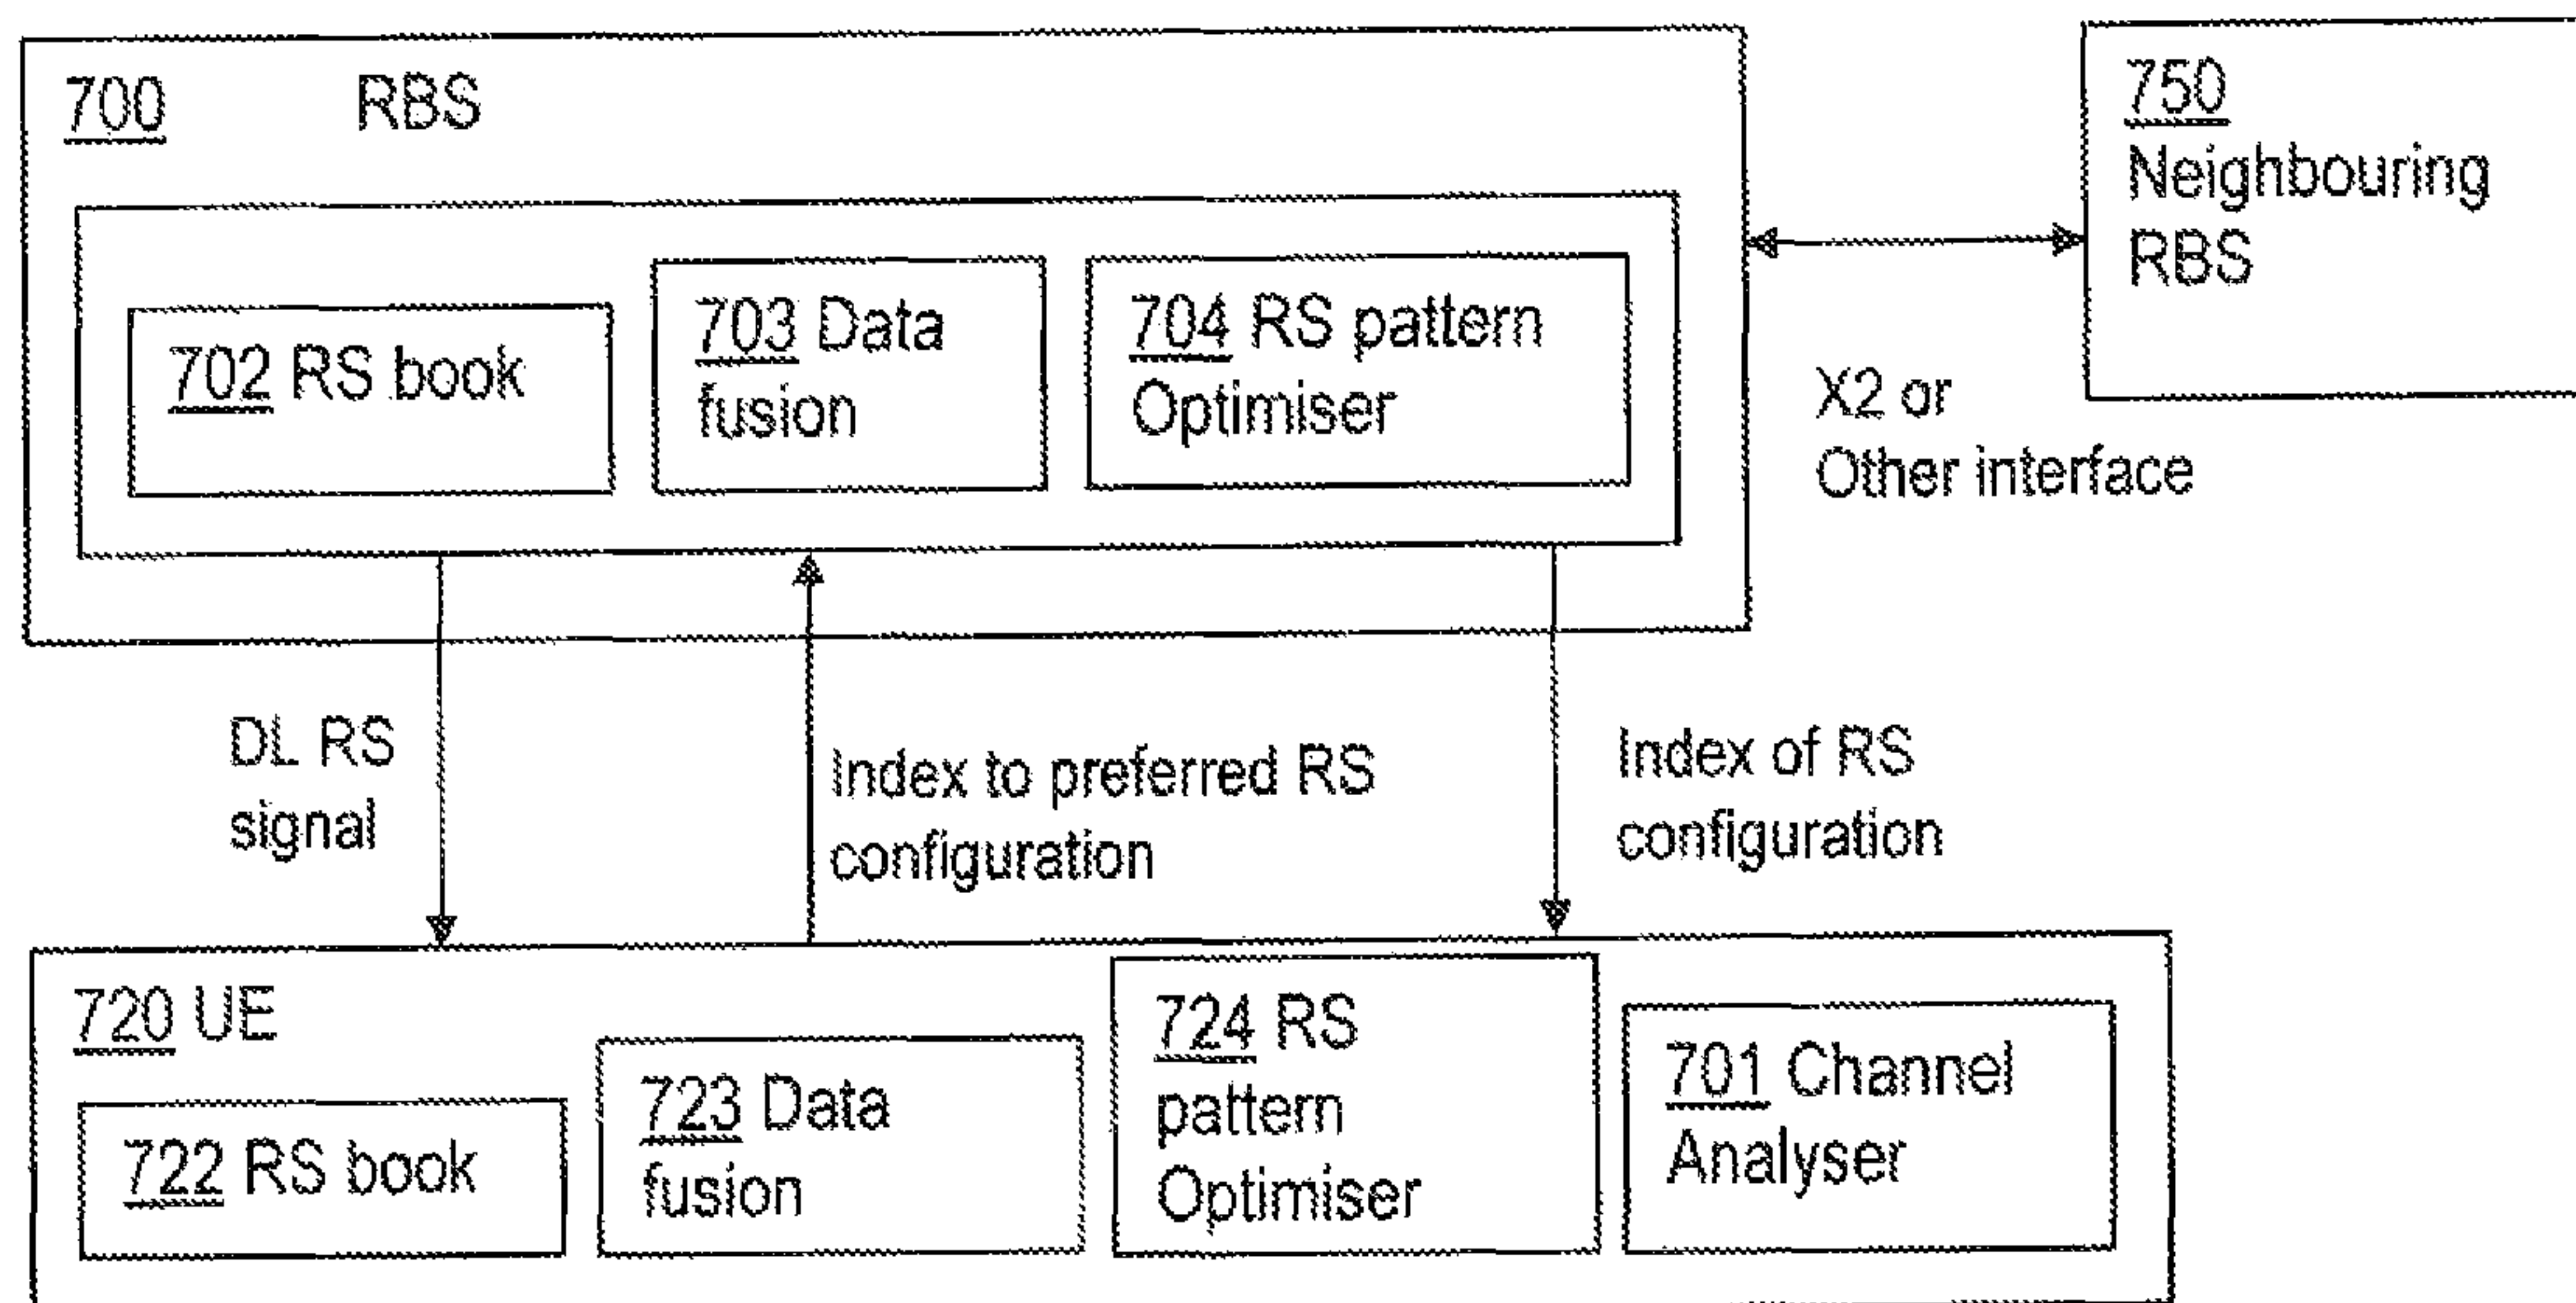 700 RBS
702 RS book
703 Data
fusion
704 RS pattern
Optimiser
750
Neighbouring
RBS
X2 or
Other interface
DL RS
signal
Index to preferred RS
configuration
Index of RS
configuration
720 UE
722 RS book
723 Data
fusion
724 RS
pattern
Optimiser
701 Channel
Analyser